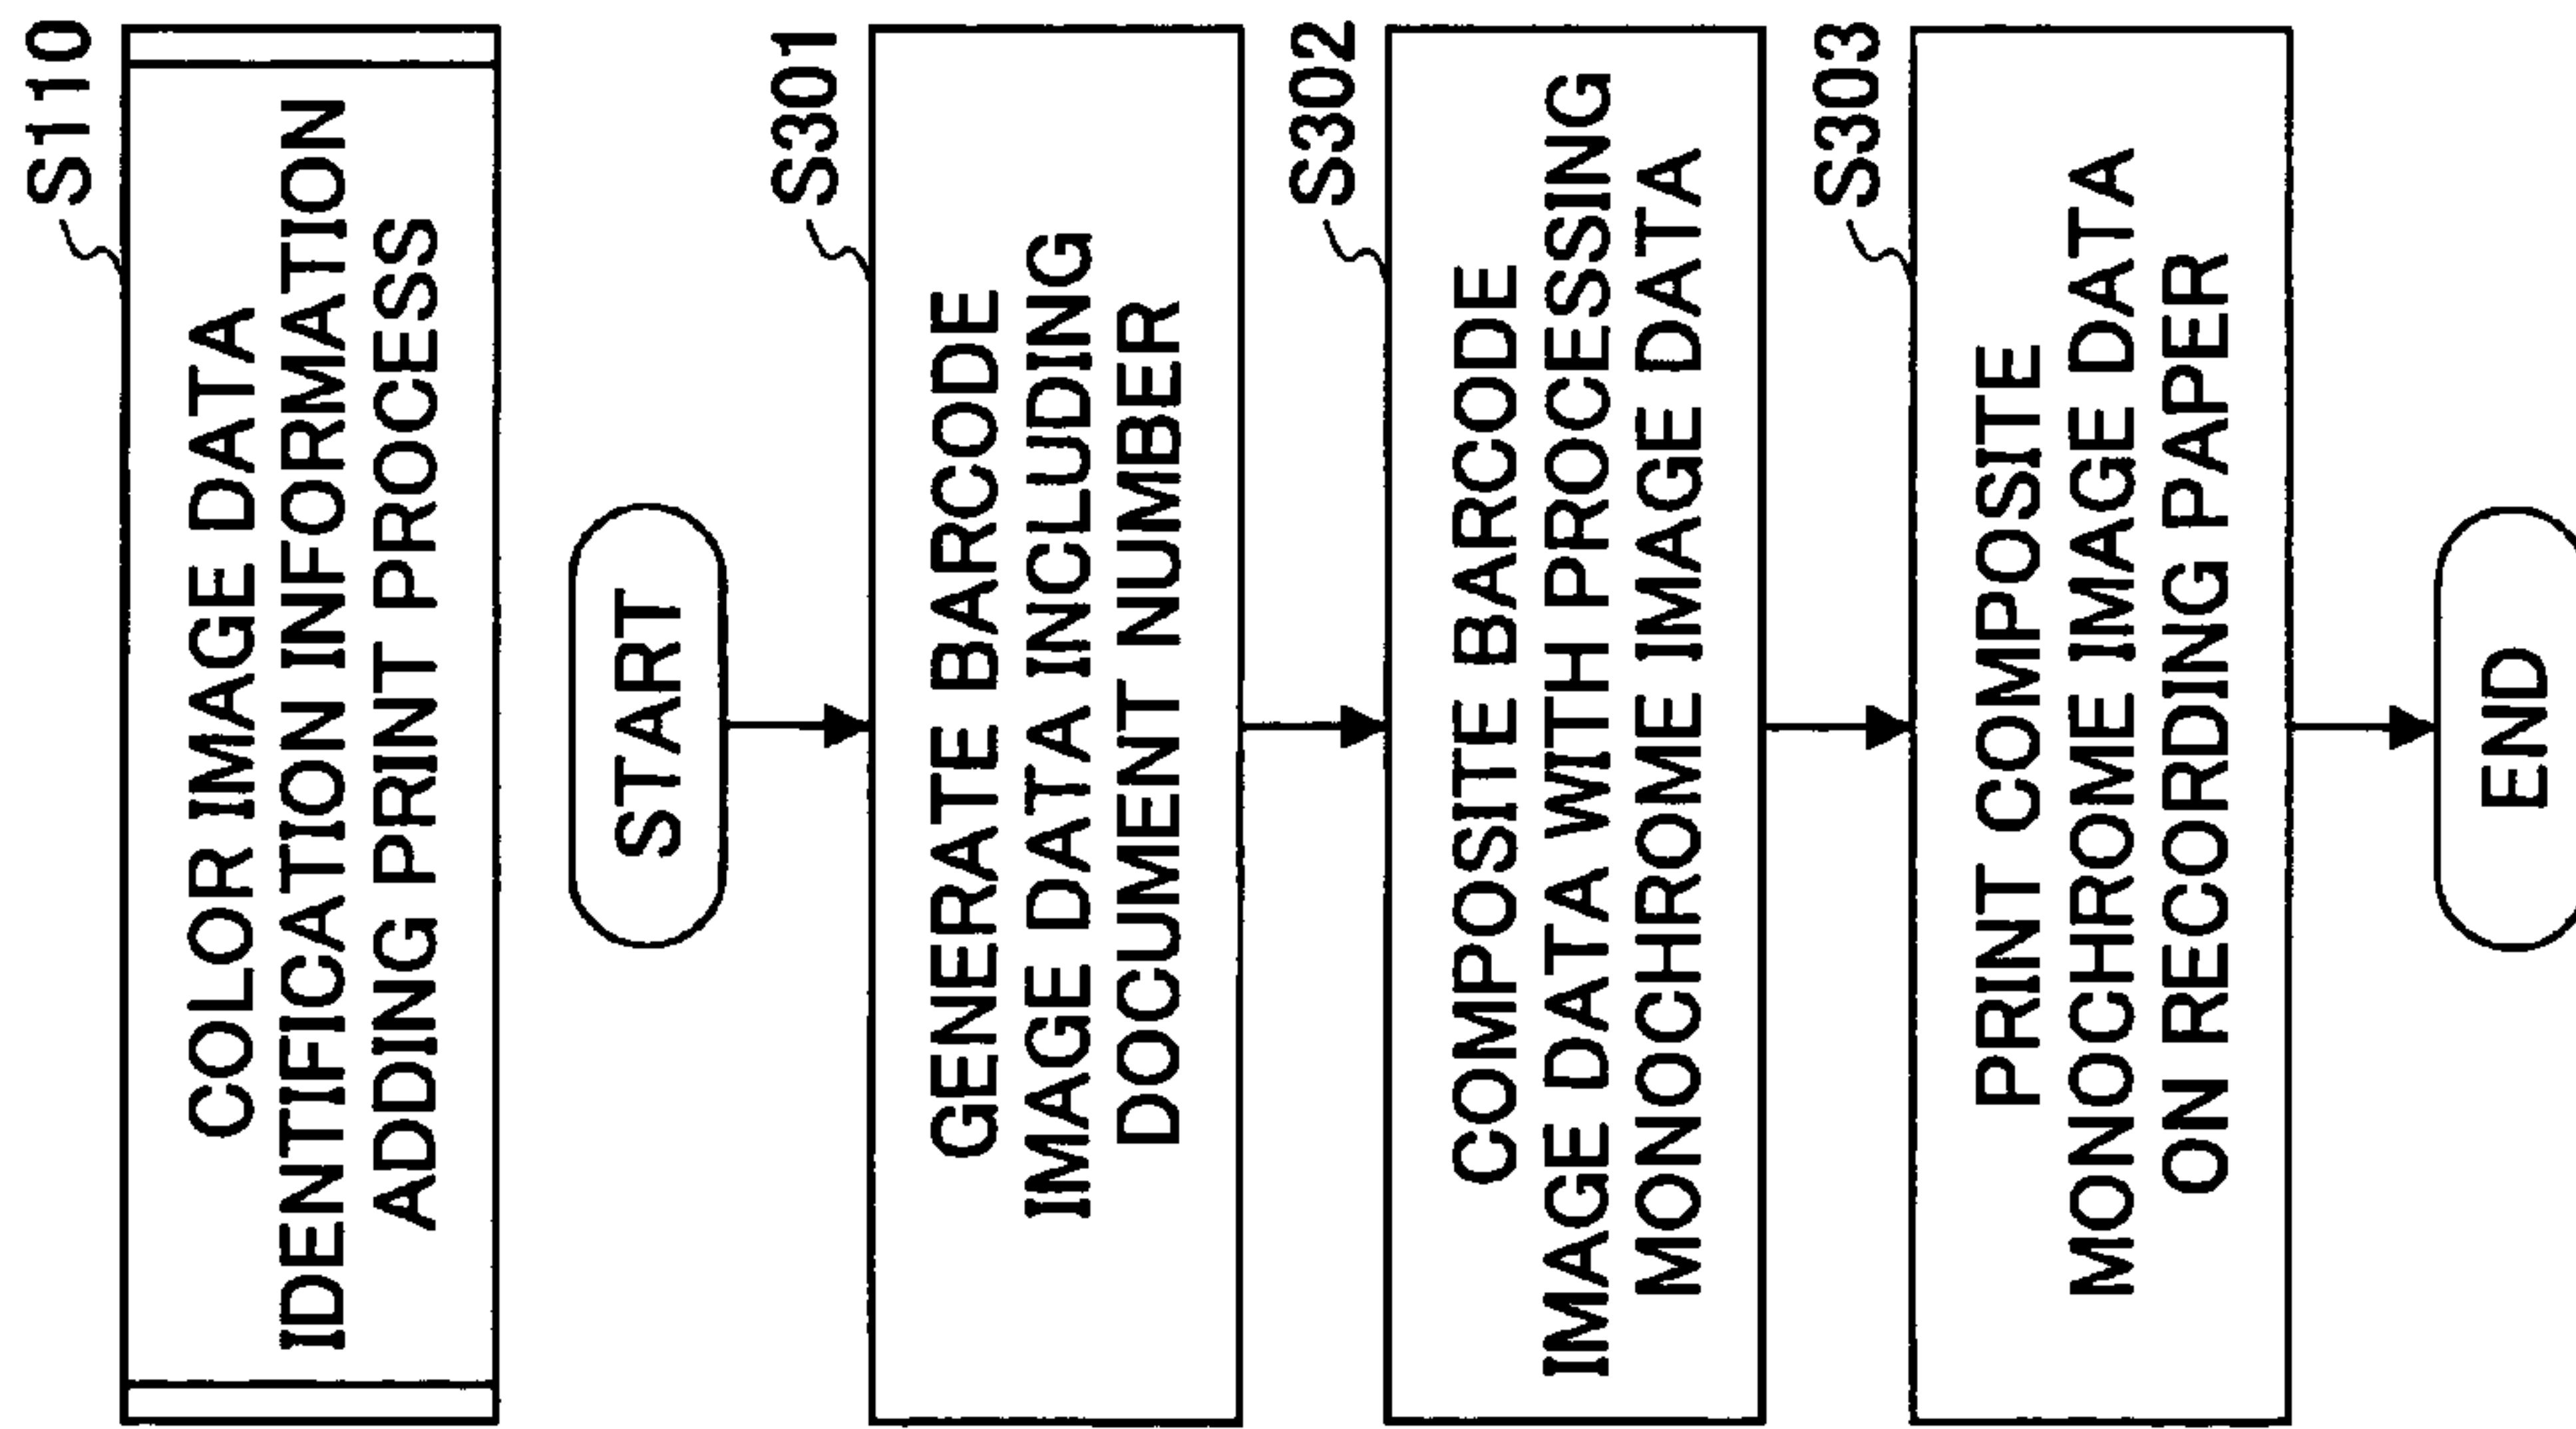 S110
COLOR IMAGE DATA
IDENTIFICATION INFORMATION
ADDING PRINT PROCESS
START
S301
GENERATE BARCODE
IMAGE DATA INCLUDING
DOCUMENT NUMBER
S302
COMPOSITE BARCODE
IMAGE DATA WITH PROCESSING
MONOCHROME IMAGE DATA
S303
PRINT COMPOSITE
MONOCHROME IMAGE DATA
ON RECORDING PAPER
END